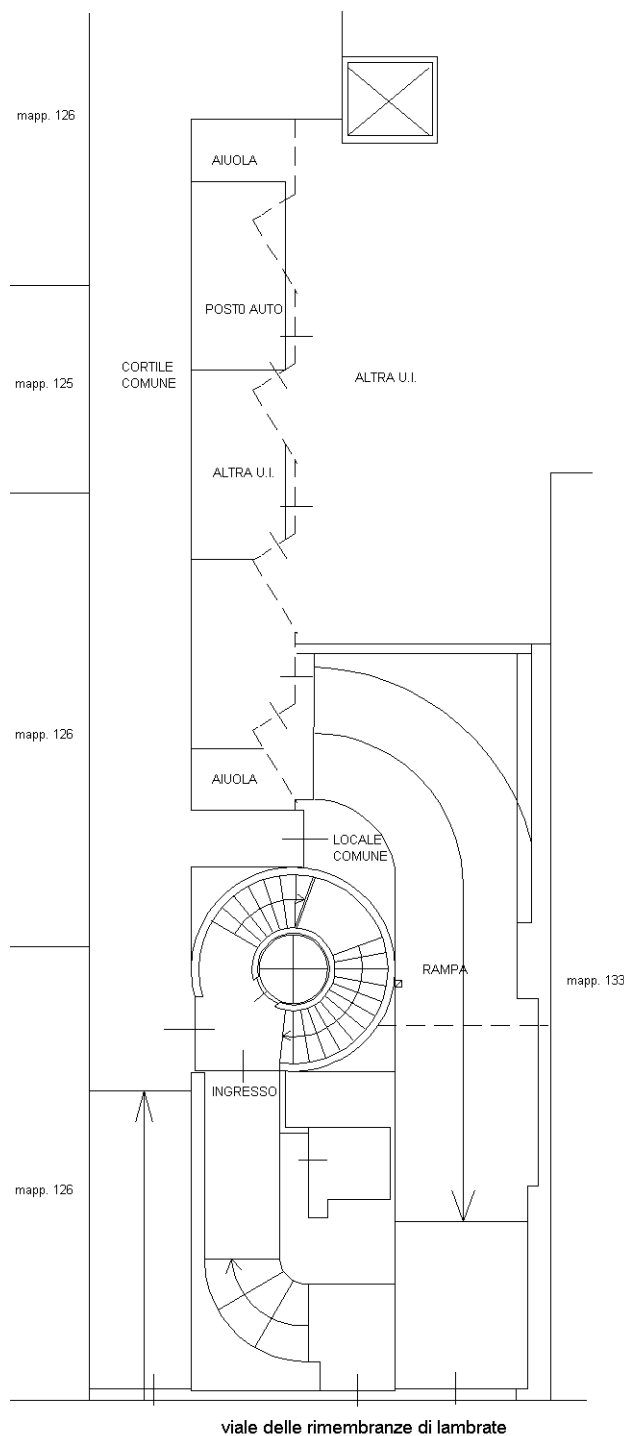 mapp. 126
AIUOLA
POSTO AUTO
CORTILE
COMUNE
mapp. 125
ALTRA U.I.
ALTRA U.I.
mapp. 126
AIUOLA
LOCALE
COMUNE
RAMPA
mapp. 133
INGRESSO
mapp. 126
viale delle rimembranze di lambrate